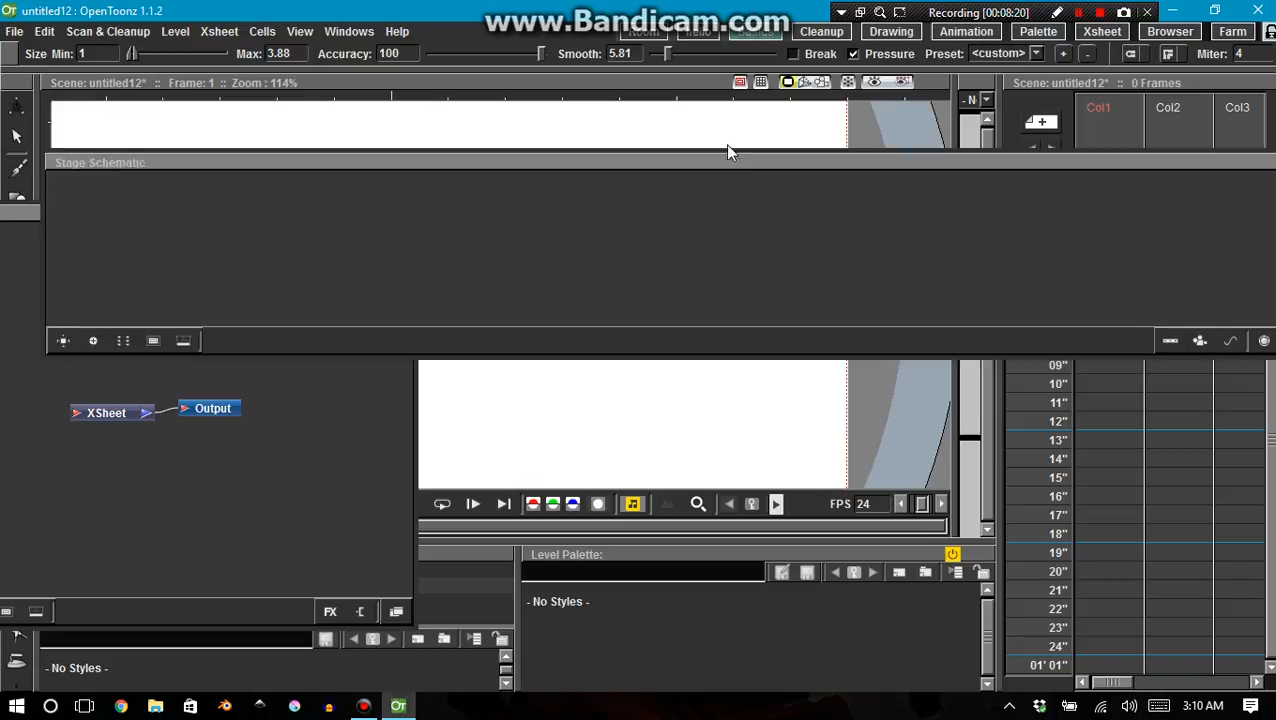 untitled12 : OpenToonz 1.1.2
www.Bandicam.com
Recording [00:08:20]
File Edit Scan & Cleanup Level Xsheet Cells View Windows Help
Room Hello Basics Cleanup Drawing Animation Palette Xsheet Browser Farm
Size Min: 1 Max: 3.88 Accuracy: 100 Smooth: 5.81 Break Pressure Preset: <custom> + - Miter: 4
Scene: untitled12* :: Frame: 1 :: Zoom : 114%
Scene: untitled12* :: 0 Frames
- N
Col1 Col2 Col3
Stage Schematic
XSheet
Output
09"
10"
11"
12"
13"
14"
15"
16"
17"
18"
19"
20"
21"
22"
23"
24"
01' 01"
FPS 24
Level Palette:
- No Styles -
FX
- No Styles -
3:10 AM